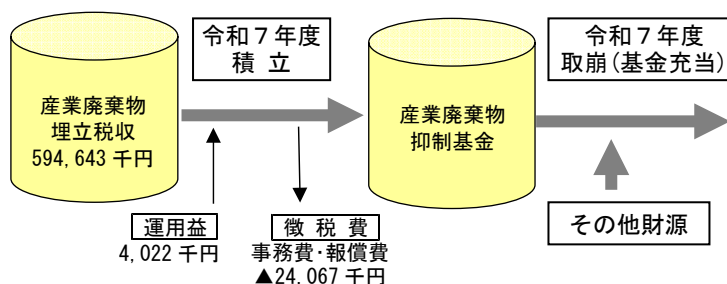 令和７年度
積 立
令和７年度
取崩(基金充当)
産業廃棄物
埋立税収
594,643 千円
産業廃棄物
抑制基金
運用益
4,022 千円
徴 税 費
事務費・報償費
▲24,067 千円
その他財源